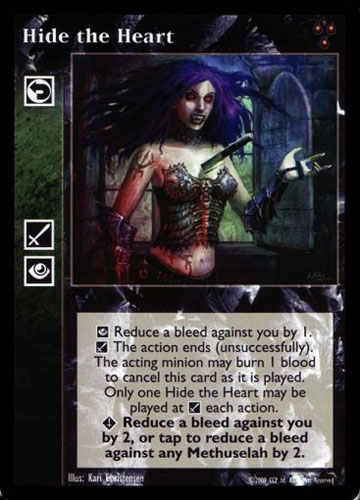 Hide the Heart
Reduce a bleed against you by 1.
The action ends (unsuccessfully).
The acting minion may burn 1 blood
to cancel this card as it is played.
Only one Hide the Heart may be
played at each action.
Reduce a bleed against you
by 2, or tap to reduce a bleed
against any Methuselah by 2.
Illus: Kari Christensen